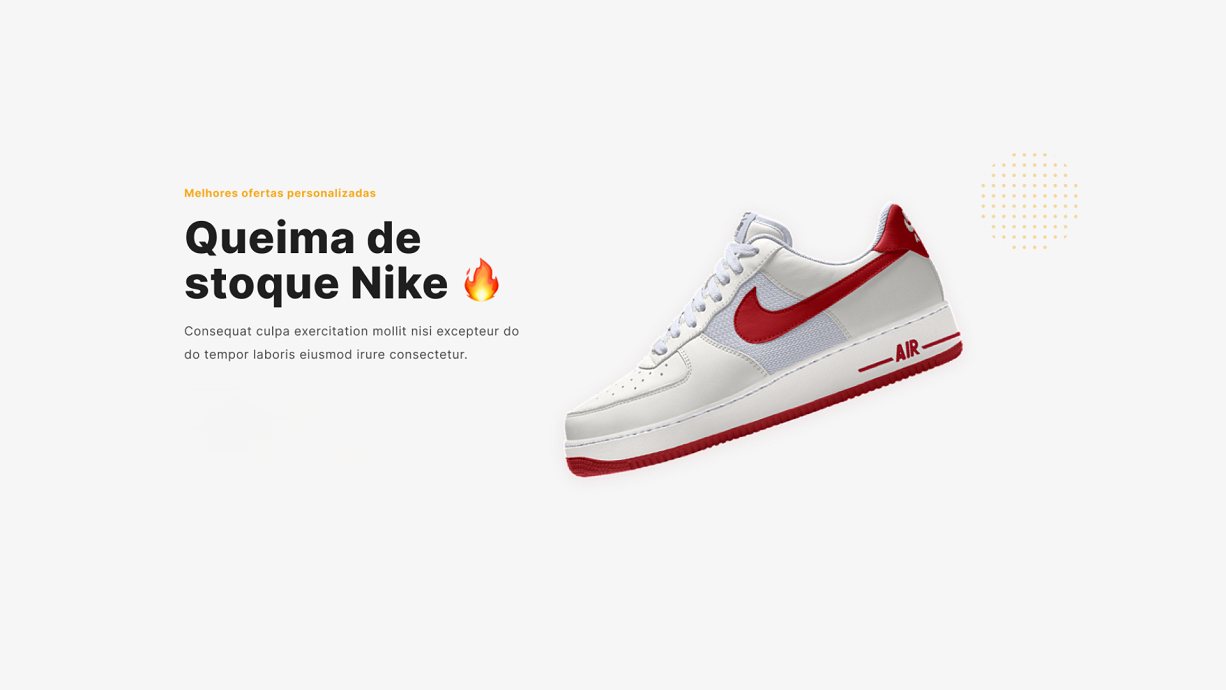 Melhores ofertas personalizadas
Queima de
stoque Nike 🔥
Consequat culpa exercitation mollit nisi excepteur do
do tempor laboris eiusmod irure consectetur.
AIR